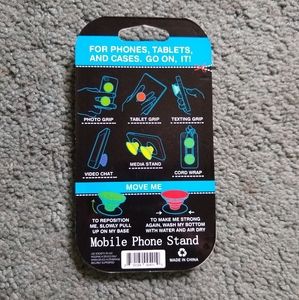 FOR PHONES, TABLETS,
AND CASES. GO ON, IT!
PHOTO GRIP
TABLET GRIP
TEXTING GRIP
VIDEO CHAT
MEDIA STAND
CORD WRAP
MOVE ME
TO REPOSITION
ME, SLOWLY PULL
UP ON MY BASE
TO MAKE ME STRONG
AGAIN, WASH MY BOTTOM
WITH WATER AND AIR DRY
Mobile Phone Stand
MADE IN CHINA